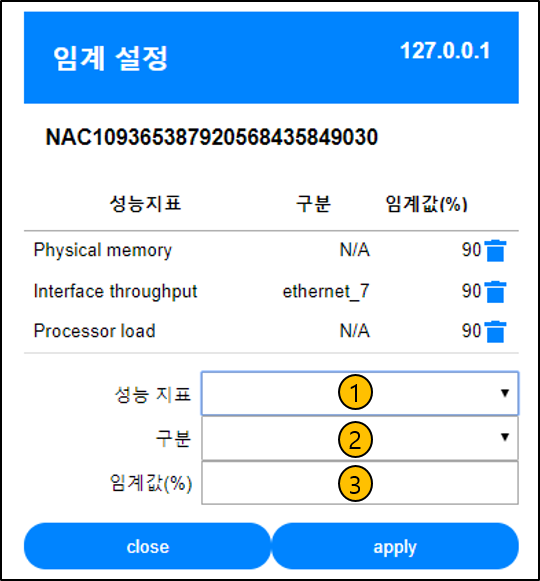 임계 설정 127.0.0.1
NAC109365387920568435849030
성능지표 구분 임계값(%)
Physical memory N/A 90
Interface throughput ethernet_7 90
Processor load N/A 90
성능 지표 1
구분 2
임계값(%) 3
close apply